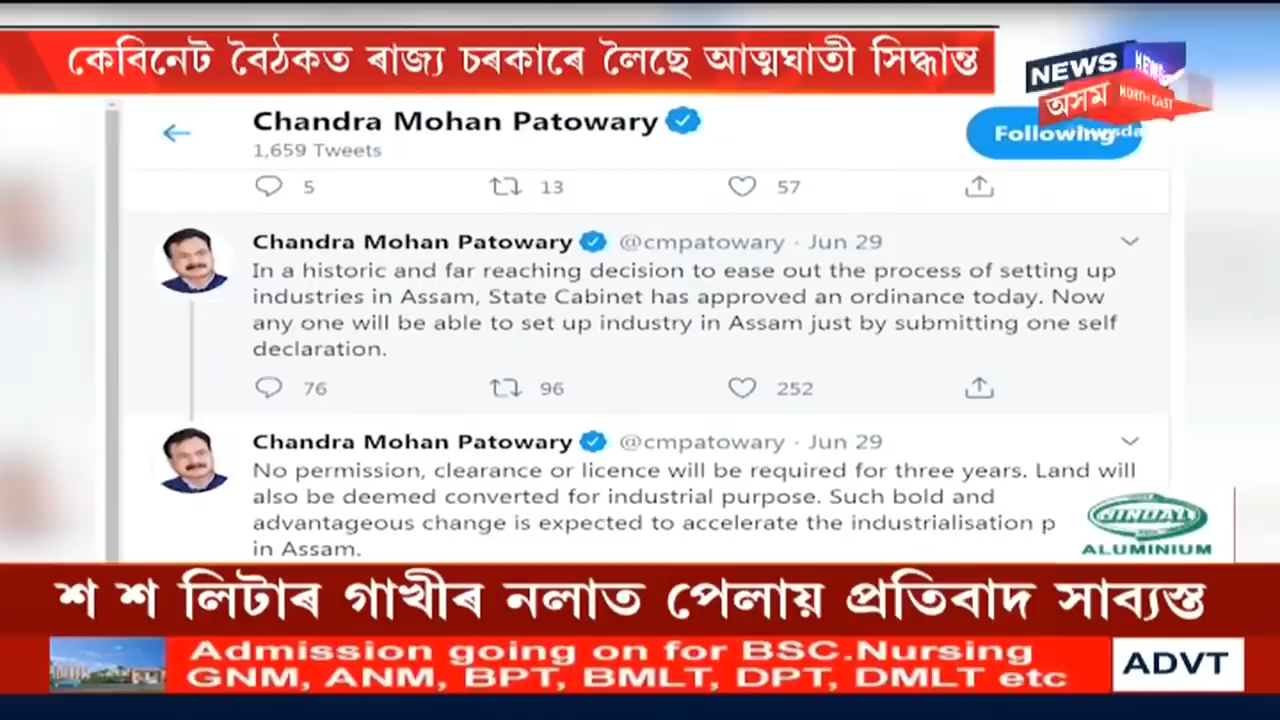 কেবিনেট বৈঠকত ৰাজ্য চৰকাৰে লৈছে আত্মঘাতী সিদ্ধান্ত
NEWS
NEWS
অসম
NORTH EAST
Chandra Mohan Patowary
1,659 Tweets
Following
5 13 57
Chandra Mohan Patowary @cmpatowary · Jun 29
In a historic and far reaching decision to ease out the process of setting up
industries in Assam, State Cabinet has approved an ordinance today. Now
any one will be able to set up industry in Assam just by submitting one self
declaration.
76 96 252
Chandra Mohan Patowary @cmpatowary · Jun 29
No permission, clearance or licence will be required for three years. Land will
also be deemed converted for industrial purpose. Such bold and
advantageous change is expected to accelerate the industrialisation p
in Assam.
JINDAL
ALUMINIUM
শ শ লিটাৰ গাখীৰ নলাত পেলায় প্ৰতিবাদ সাব্যস্ত
Admission going on for BSC.Nursing
GNM, ANM, BPT, BMLT, DPT, DMLT etc
ADVT